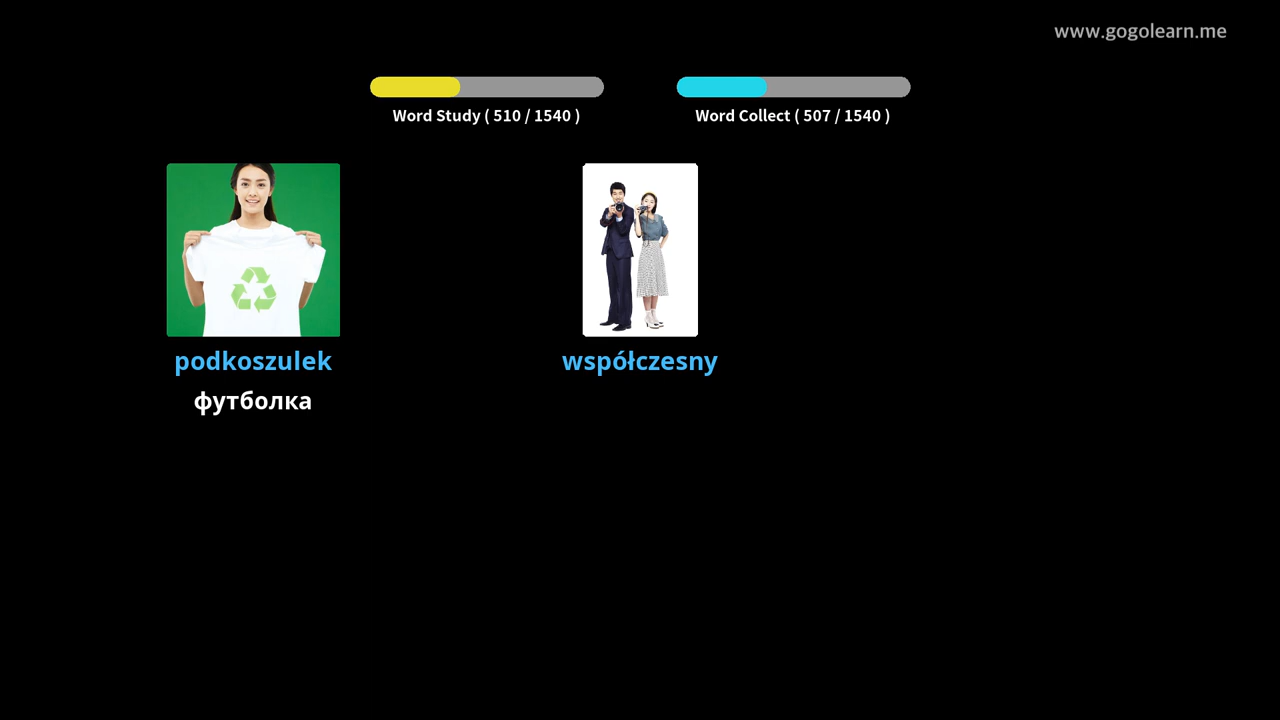 www.gogolearn.me
Word Study ( 510 / 1540 )
Word Collect ( 507 / 1540 )
podkoszulek
współczesny
футболка